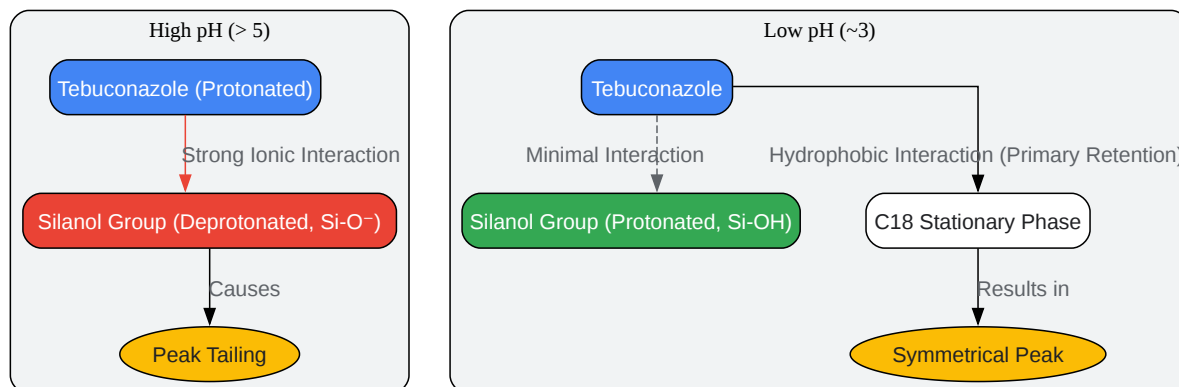 High pH (> 5)
Tebuconazole (Protonated)
Strong Ionic Interaction
Silanol Group (Deprotonated, Si-O⁻)
Causes
Peak Tailing
Low pH (~3)
Tebuconazole
Minimal Interaction
Hydrophobic Interaction (Primary Retention)
Silanol Group (Protonated, Si-OH)
C18 Stationary Phase
Results in
Symmetrical Peak